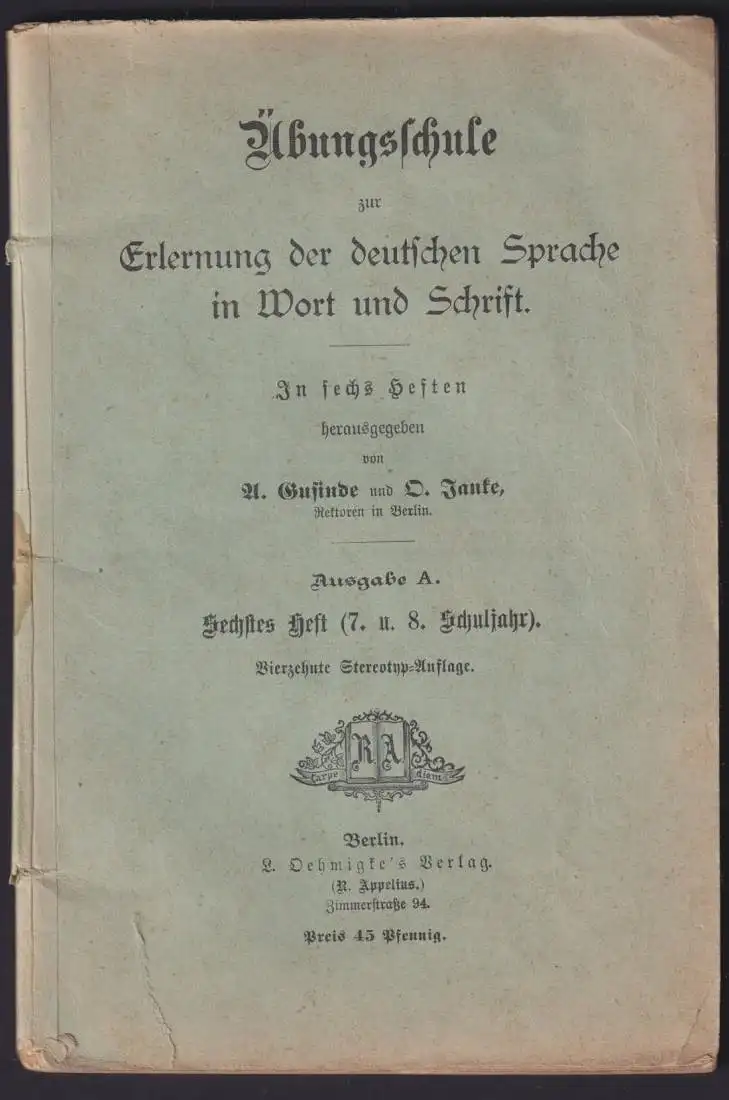 Übungsschule
zur
Erlernung der deutschen Sprache
in Wort und Schrift.
In sechs Heften
herausgegeben
von
A. Gusinde und O. Janke,
Rektoren in Berlin.
Ausgabe A.
Sechstes Heft (7. u. 8. Schuljahr).
Vierzehnte Stereotyp-Auflage.
R A
Carpe diem
Berlin.
L. Oehmigke's Verlag.
(R. Appelius.)
Zimmerstraße 94.
Preis 45 Pfennig.